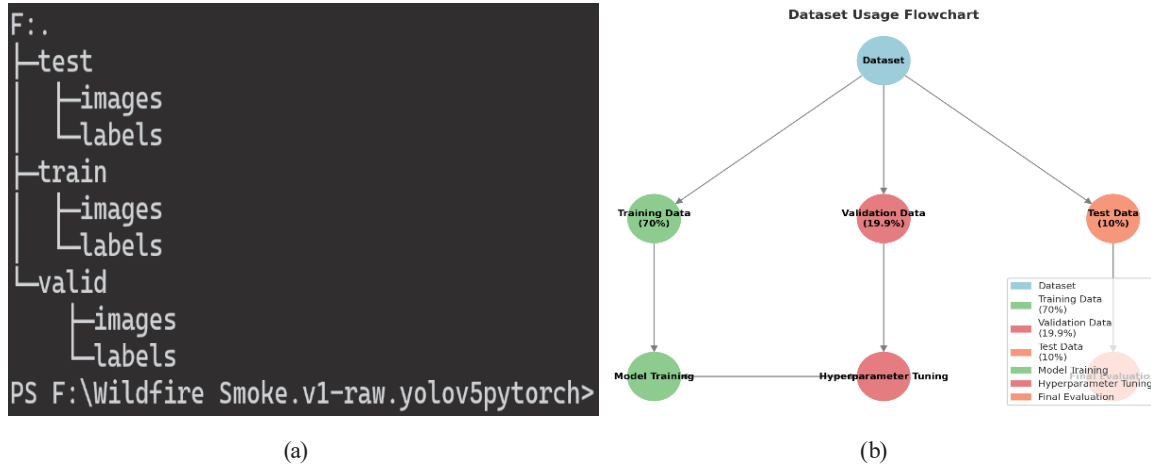 F:.
├─test
│   ├─images
│   └─labels
├─train
│   ├─images
│   └─labels
└─valid
    ├─images
    └─labels
PS F:\Wildfire Smoke.v1-raw.yolov5pytorch>
(a)
Dataset Usage Flowchart
Dataset
Training Data
(70%)
Validation Data
(19.9%)
Test Data
(10%)
Model Training
Hyperparameter Tuning
Final Evaluation
Dataset
Training Data
(70%)
Validation Data
(19.9%)
Test Data
(10%)
Model Training
Hyperparameter Tuning
Final Evaluation
(b)